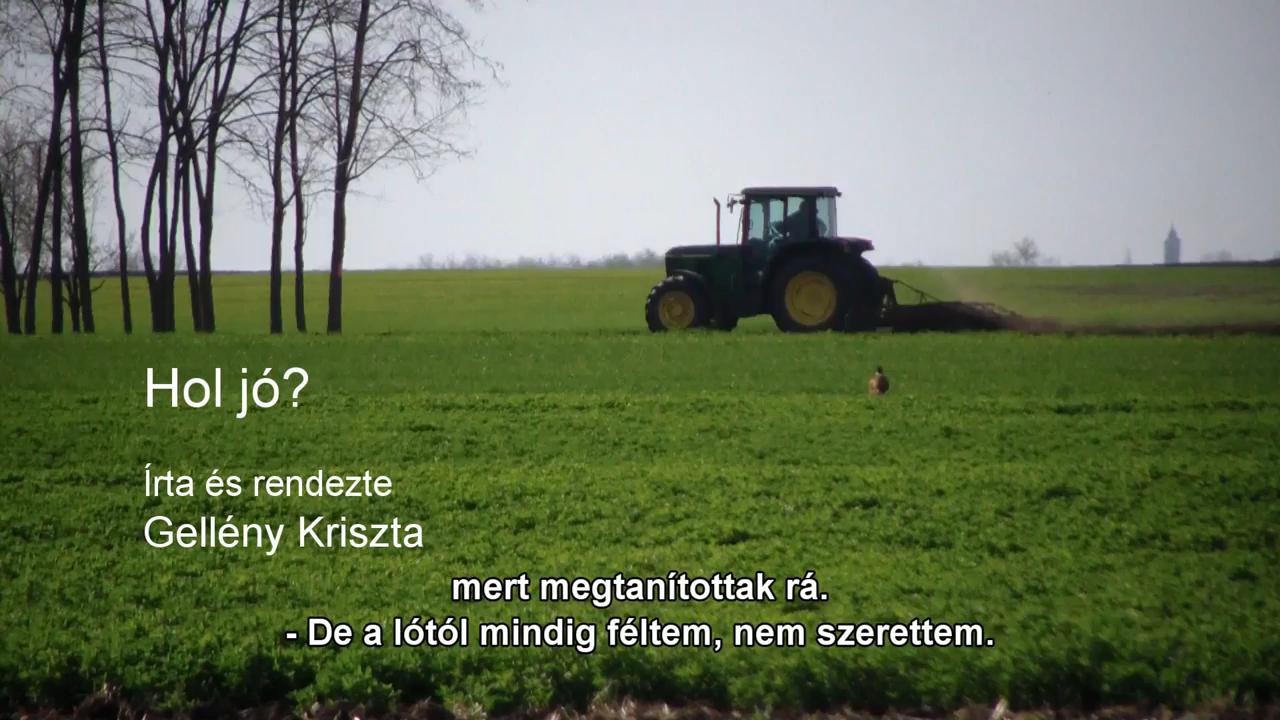 Hol jó?
Írta és rendezte
Gellény Kriszta
mert megtanítottak rá.
- De a lótól mindig féltem, nem szerettem.